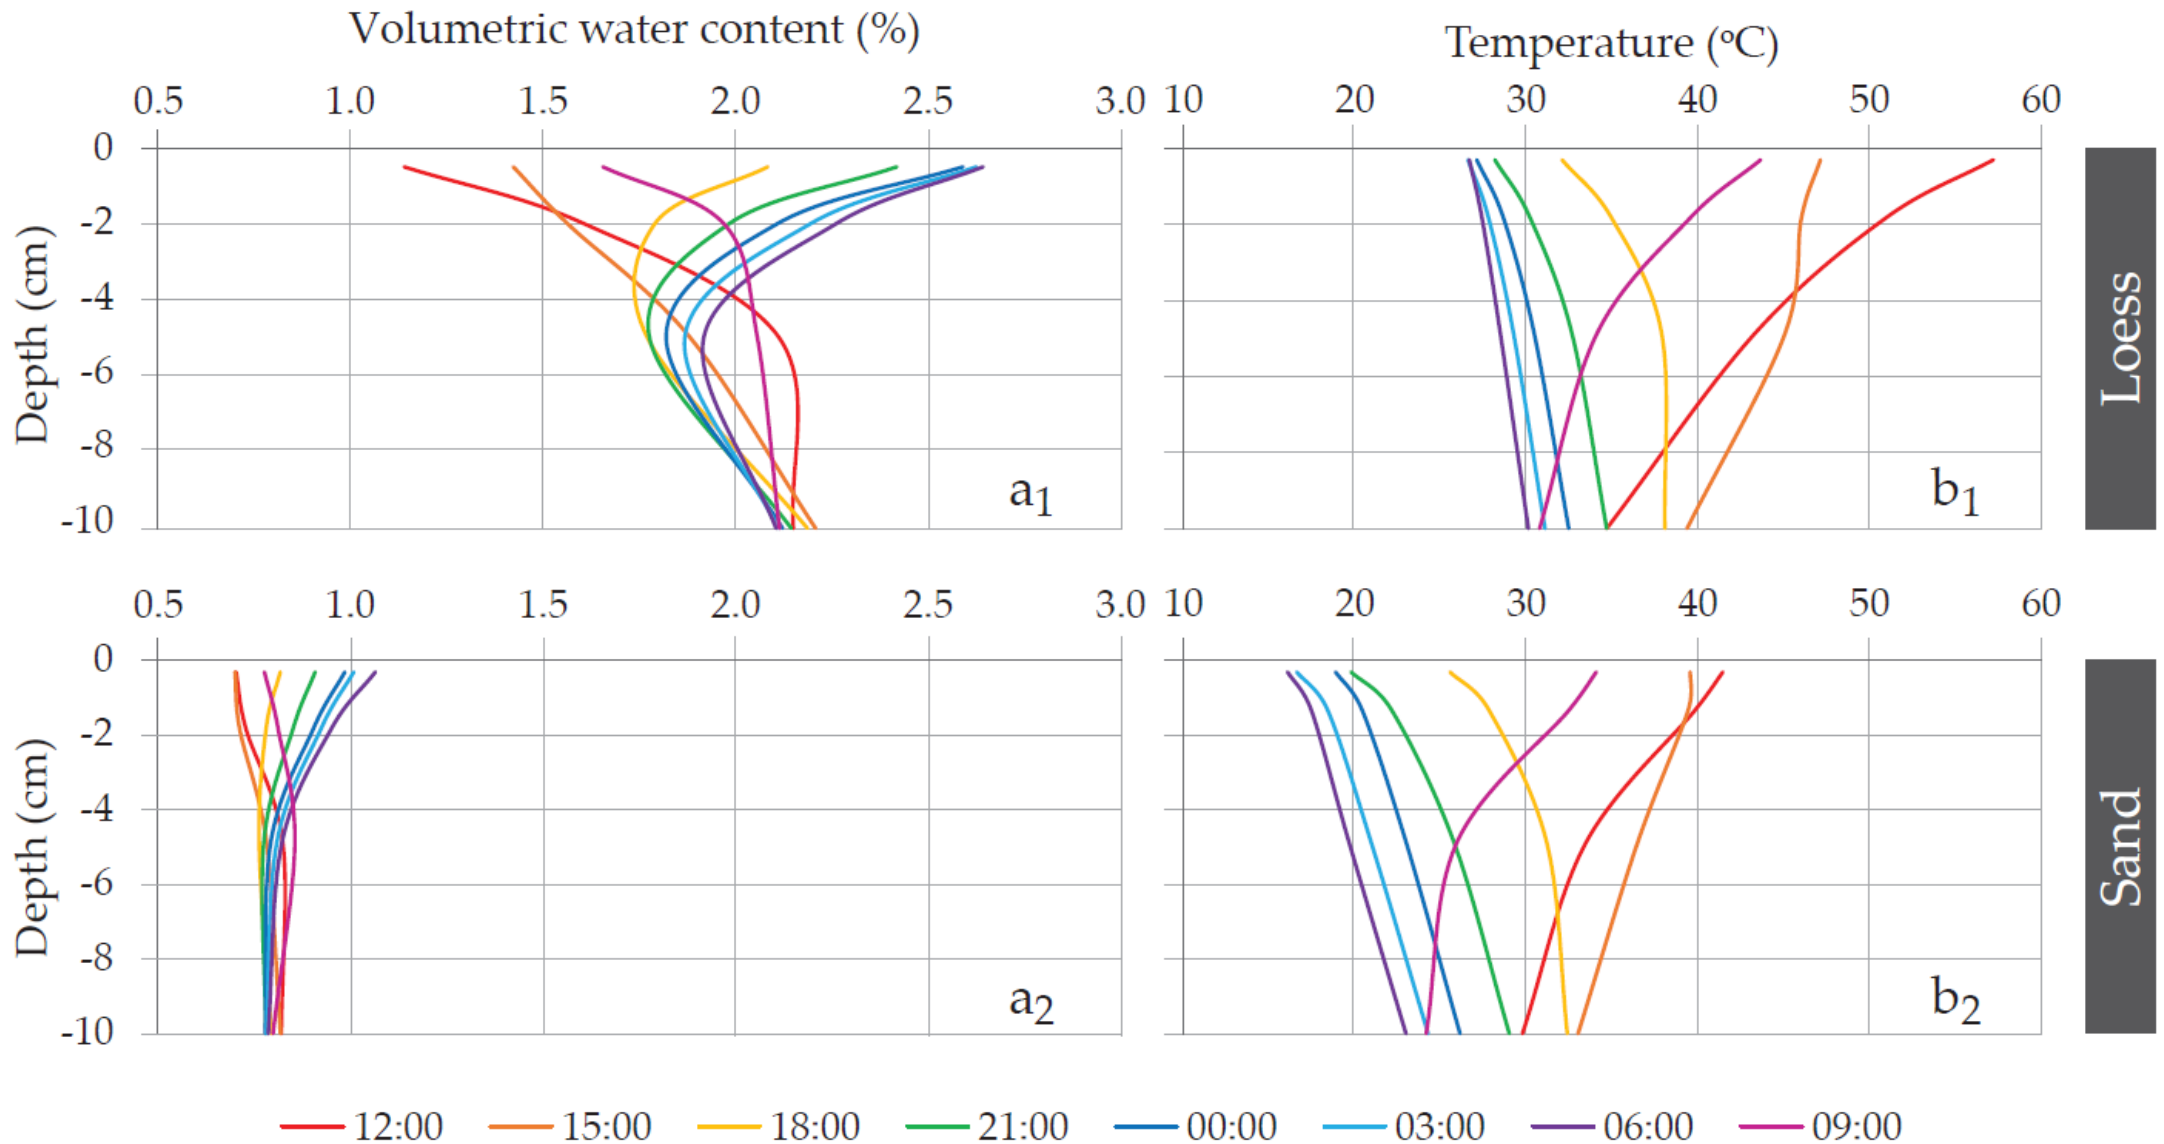 Volumetric water content (%)
Temperature (ºC)
0.5 1.0 1.5 2.0 2.5 3.0 10 20 30 40 50 60
0
-2
-4
-6
-8
-10
Depth (cm)
a1
b1
Loess
0.5 1.0 1.5 2.0 2.5 3.0 10 20 30 40 50 60
0
-2
-4
-6
-8
-10
Depth (cm)
a2
b2
Sand
12:00 15:00 18:00 21:00 00:00 03:00 06:00 09:00